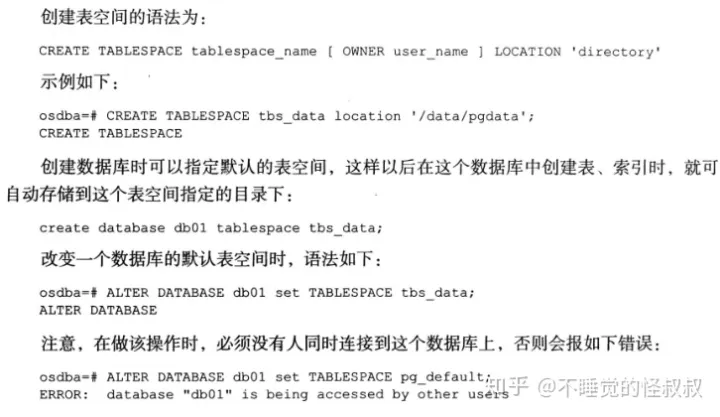 创建表空间的语法为：
CREATE TABLESPACE tablespace_name [ OWNER user_name ] LOCATION 'directory'
示例如下：
osdba=# CREATE TABLESPACE tbs_data location '/data/pgdata';
CREATE TABLESPACE
创建数据库时可以指定默认的表空间，这样以后在这个数据库中创建表、索引时，就可
自动存储到这个表空间指定的目录下：
create database db01 tablespace tbs_data;
改变一个数据库的默认表空间时，语法如下：
osdba=# ALTER DATABASE db01 set TABLESPACE tbs_data;
ALTER DATABASE
注意，在做该操作时，必须没有人同时连接到这个数据库上，否则会报如下错误：
osdba=# ALTER DATABASE db01 set TABLESPACE pg_default;
ERROR: database "db01" is being accessed by other users
知乎 @不睡觉的怪叔叔